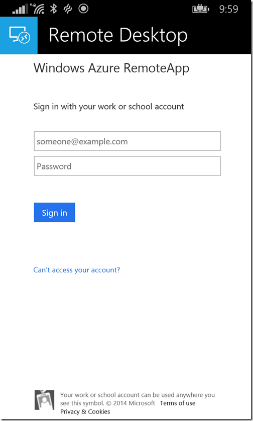 9:59
Remote Desktop
Windows Azure RemoteApp
Sign in with your work or school account
someone@example.com
Password
Sign in
Can't access your account?
Your work or school account can be used anywhere you
see this symbol. © 2014 Microsoft Terms of use
Privacy & Cookies